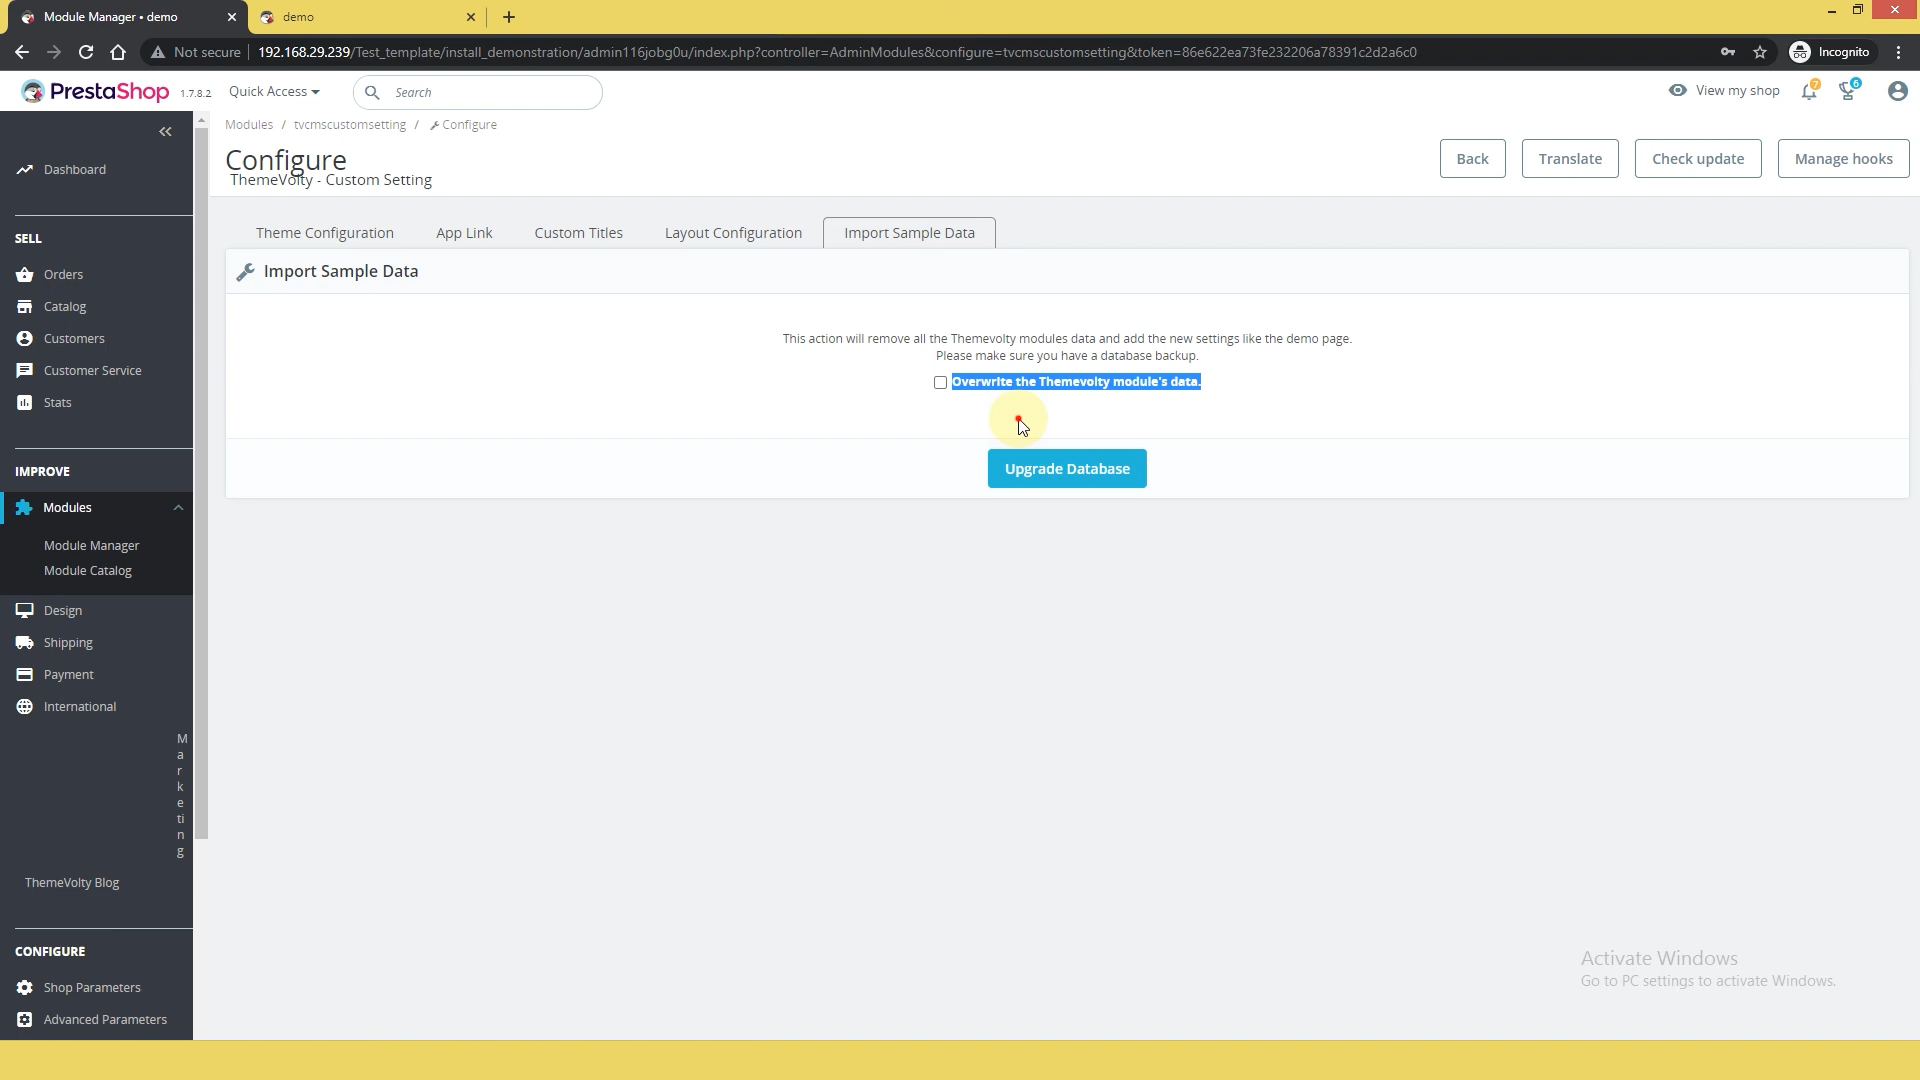 Module Manager • demo
demo
Not secure
192.168.29.239/Test_template/install_demonstration/admin116jobg0u/index.php?controller=AdminModules&configure=tvcmscustomsetting&token=86e622ea73fe232206a78391c2d2a6c0
Incognito
PrestaShop 1.7.8.2
Quick Access
Search
View my shop
7
6
Modules / tvcmscustomsetting / Configure
Configure
ThemeVolty - Custom Setting
Back
Translate
Check update
Manage hooks
Dashboard
SELL
Orders
Catalog
Customers
Customer Service
Stats
IMPROVE
Modules
Module Manager
Module Catalog
Design
Shipping
Payment
International
Marketing
ThemeVolty Blog
CONFIGURE
Shop Parameters
Advanced Parameters
Theme Configuration
App Link
Custom Titles
Layout Configuration
Import Sample Data
Import Sample Data
This action will remove all the Themevolty modules data and add the new settings like the demo page.
Please make sure you have a database backup.
Overwrite the Themevolty module's data.
Upgrade Database
Activate Windows
Go to PC settings to activate Windows.